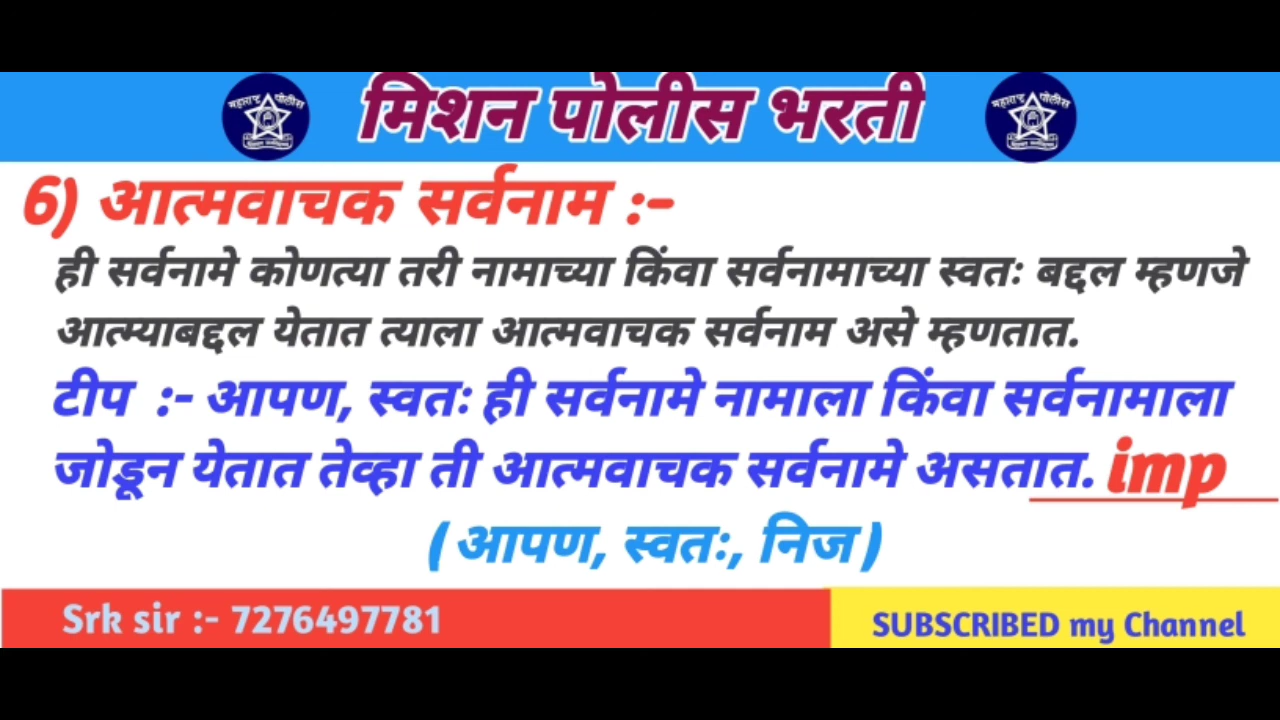 मिशन पोलीस भरती
महाराष्ट्र पोलीस
महाराष्ट्र पोलीस
6) आत्मवाचक सर्वनाम :-
ही सर्वनामे कोणत्या तरी नामाच्या किंवा सर्वनामाच्या स्वतः बद्दल म्हणजे
आत्म्याबद्दल येतात त्याला आत्मवाचक सर्वनाम असे म्हणतात.
टीप :- आपण, स्वतः ही सर्वनामे नामाला किंवा सर्वनामाला
जोडून येतात तेव्हा ती आत्मवाचक सर्वनामे असतात. imp
(आपण, स्वतः, निज)
Srk sir :- 7276497781
SUBSCRIBED my Channel